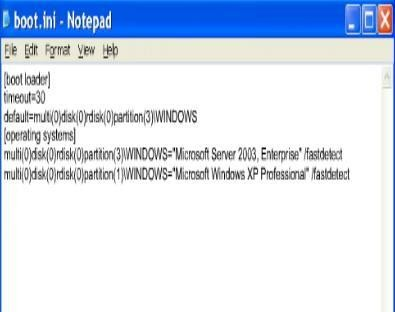 boot.ini - Notepad
File Edit Format View Help
[boot loader]
timeout=30
default=multi(0)disk(0)rdisk(0)partition(3)\WINDOWS
[operating systems]
multi(0)disk(0)rdisk(0)partition(3)\WINDOWS="Microsoft Server 2003, Enterprise" /fastdetect
multi(0)disk(0)rdisk(0)partition(1)\WINDOWS="Microsoft Windows XP Professional" /fastdetect